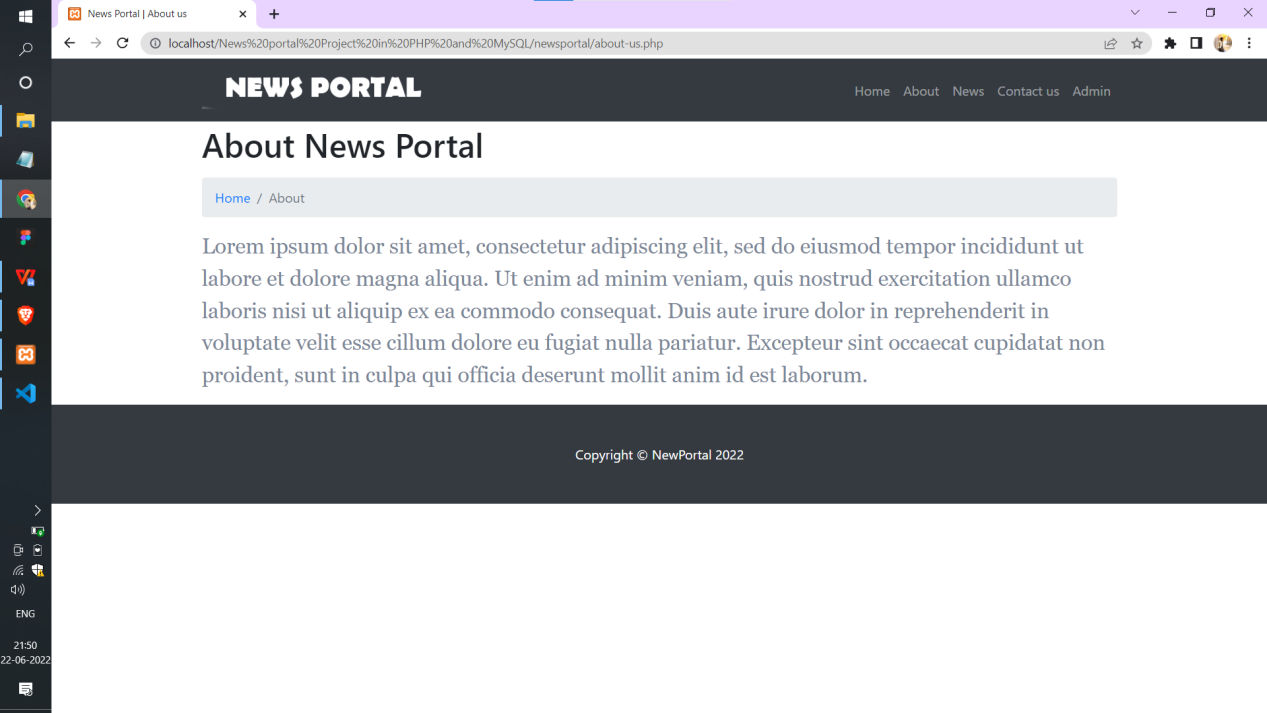 News Portal | About us
localhost/News%20portal%20Project%20in%20PHP%20and%20MySQL/newsportal/about-us.php
NEWS PORTAL
Home About News Contact us Admin
About News Portal
Home / About
Lorem ipsum dolor sit amet, consectetur adipiscing elit, sed do eiusmod tempor incididunt ut
labore et dolore magna aliqua. Ut enim ad minim veniam, quis nostrud exercitation ullamco
laboris nisi ut aliquip ex ea commodo consequat. Duis aute irure dolor in reprehenderit in
voluptate velit esse cillum dolore eu fugiat nulla pariatur. Excepteur sint occaecat cupidatat non
proident, sunt in culpa qui officia deserunt mollit anim id est laborum.
Copyright © NewPortal 2022
ENG
21:50
22-06-2022